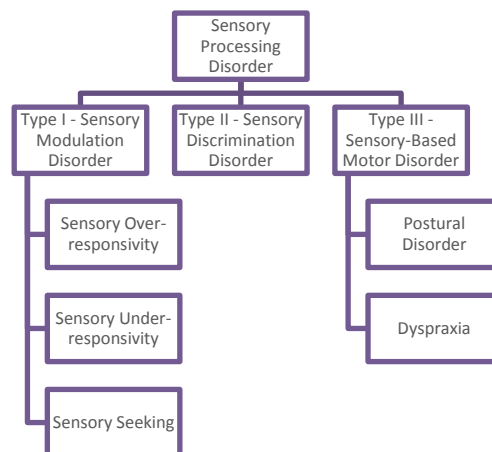 Sensory
Processing
Disorder
Type I - Sensory
Modulation
Disorder
Type II - Sensory
Discrimination
Disorder
Type III -
Sensory-Based
Motor Disorder
Sensory Over-
responsivity
Sensory Under-
responsivity
Sensory Seeking
Postural
Disorder
Dyspraxia